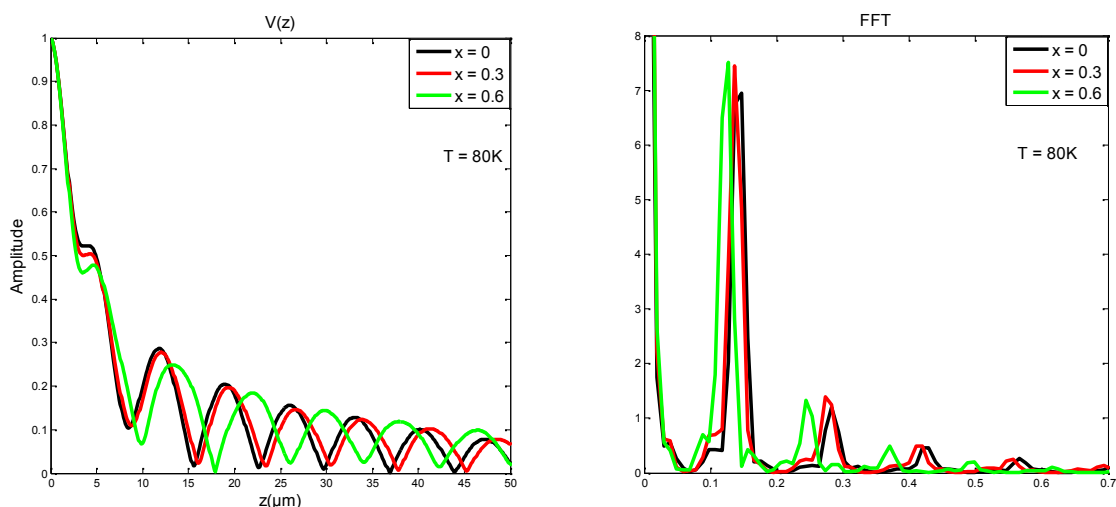 V(z)
1
0.9
0.8
0.7
0.6
0.5
0.4
0.3
0.2
0.1
0
Amplitude
x = 0
x = 0.3
x = 0.6
T = 80K
0 5 10 15 20 25 30 35 40 45 50
z(µm)
FFT
8
7
6
5
4
3
2
1
0
x = 0
x = 0.3
x = 0.6
T = 80K
0 0.1 0.2 0.3 0.4 0.5 0.6 0.7